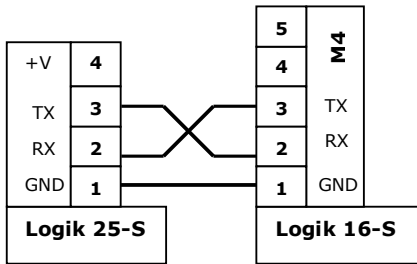 5
M4
+V 4
4
TX 3
3 TX
RX 2
2 RX
GND 1
1 GND
Logik 25-S
Logik 16-S